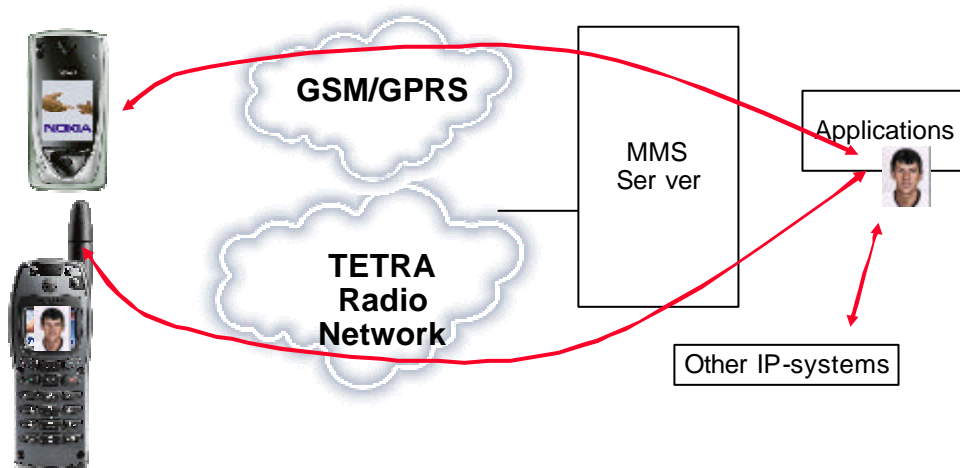 GSM/GPRS
NOKIA
MMS
Ser ver
Applications
TETRA
Radio
Network
Other IP-systems